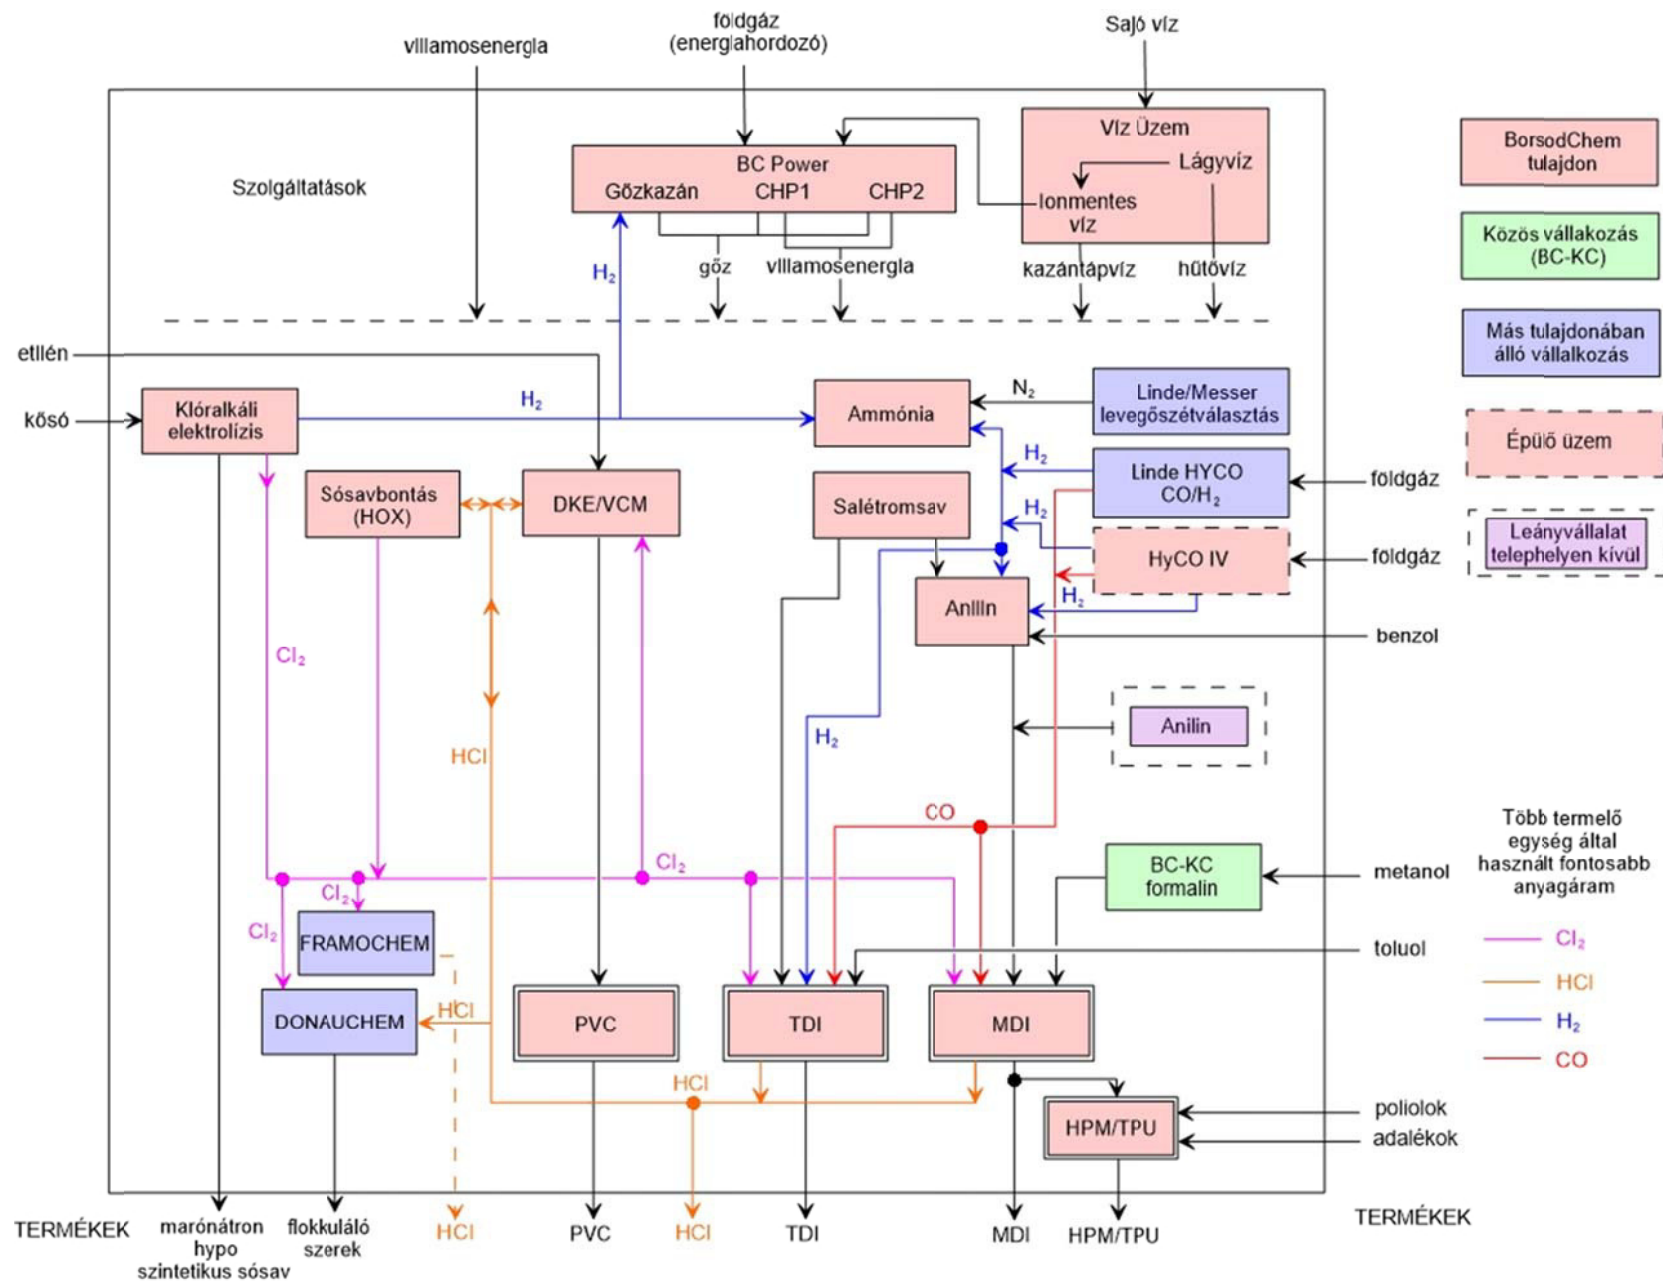 villamosenergia
földgáz
(energiahordozó)
Sajó víz
Szolgáltatások
BC Power
Gőzkazán
CHP1
CHP2
Víz Üzem
Lágyvíz
Ionmentes
víz
H₂
gőz
villamosenergia
kazántápvíz
hűtővíz
BorsodChem
tulajdon
Közös vállakozás
(BC-KC)
Más tulajdonában
álló vállalkozás
Épülő üzem
Leányvállalat
telephelyen kívül
etilén
kősó
Klóralkáli
elektrolízis
H₂
Ammónia
N₂
Linde/Messer
levegőszétválasztás
Sósavbontás
(HOX)
DKE/VCM
Salétromsav
H₂
Linde HYCO
CO/H₂
földgáz
H₂
HyCO IV
földgáz
Anilin
H₂
benzol
Cl₂
HCl
H₂
Anilin
CO
Cl₂
Cl₂
BC-KC
formalin
metanol
Több termelő
egység által
használt fontosabb
anyagáram
Cl₂
HCl
H₂
CO
Cl₂
FRAMOCHEM
toluol
DONAUCHEM
HCl
PVC
TDI
MDI
HCl
HPM/TPU
poliolok
adalékok
TERMÉKEK
marónátron
hypo
szintetikus sósav
flokkuláló
szerek
HCl
PVC
HCl
TDI
MDI
HPM/TPU
TERMÉKEK